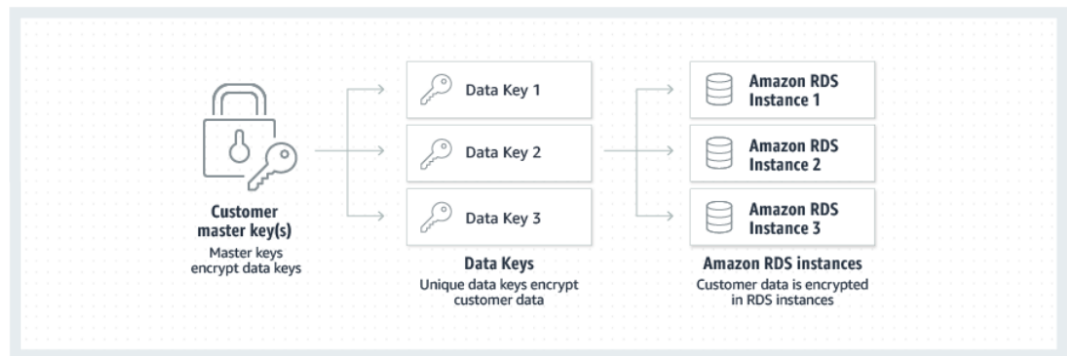 Customer
master key(s)
Master keys
encrypt data keys
Data Key 1
Data Key 2
Data Key 3
Data Keys
Unique data keys encrypt
customer data
Amazon RDS
Instance 1
Amazon RDS
Instance 2
Amazon RDS
Instance 3
Amazon RDS instances
Customer data is encrypted
in RDS instances